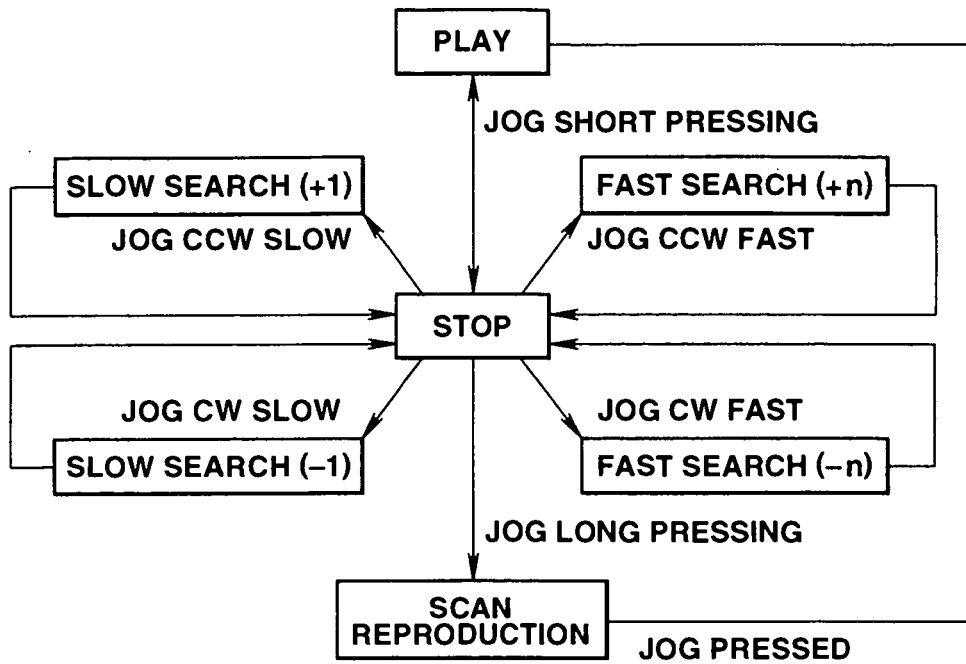 PLAY
JOG SHORT PRESSING
SLOW SEARCH (+1)
FAST SEARCH (+n)
JOG CCW SLOW
JOG CCW FAST
STOP
JOG CW SLOW
JOG CW FAST
SLOW SEARCH (−1)
FAST SEARCH (−n)
JOG LONG PRESSING
SCAN
REPRODUCTION
JOG PRESSED